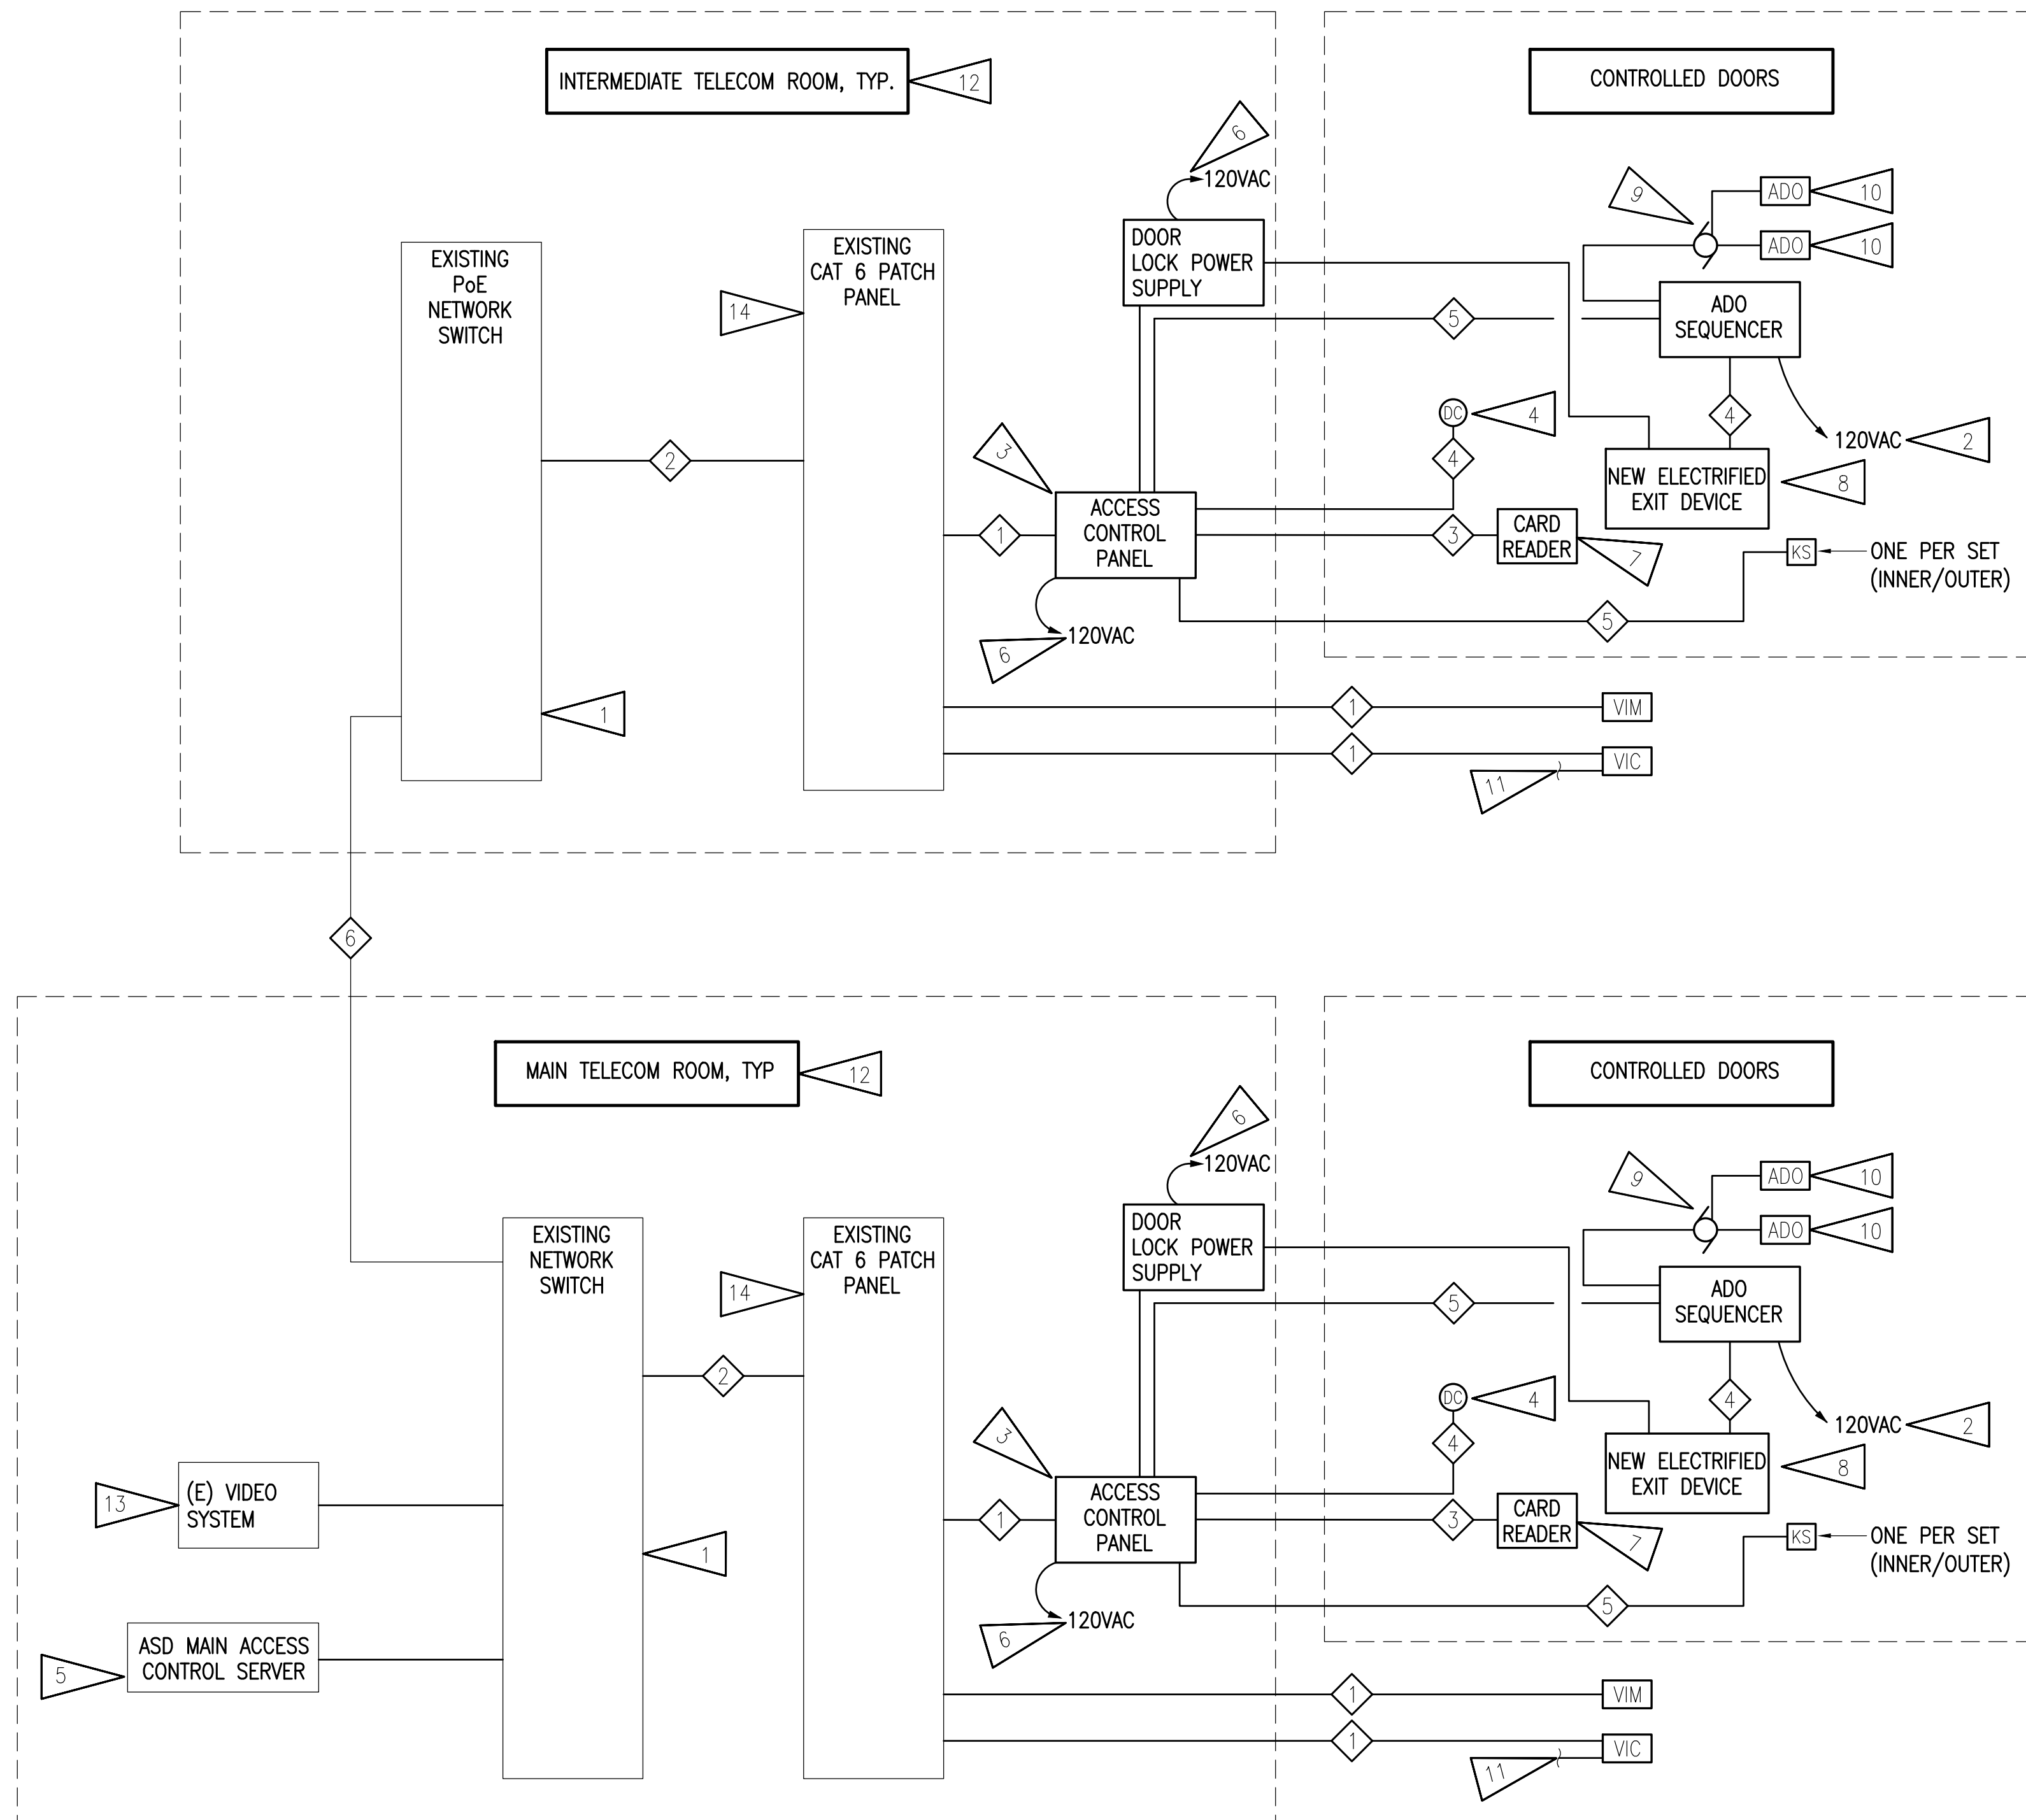 INTERMEDIATE TELECOM ROOM, TYP.
12
CONTROLLED DOORS
6
120VAC
DOOR
LOCK POWER
SUPPLY
9
ADO
10
ADO
10
EXISTING
PoE
NETWORK
SWITCH
14
EXISTING
CAT 6 PATCH
PANEL
5
ADO
SEQUENCER
DC
4
4
4
120VAC
2
2
3
NEW ELECTRIFIED
EXIT DEVICE
8
1
ACCESS
CONTROL
PANEL
3
CARD
READER
7
KS
ONE PER SET
(INNER/OUTER)
6
120VAC
5
1
1
VIM
1
VIC
11
6
MAIN TELECOM ROOM, TYP
12
CONTROLLED DOORS
6
120VAC
DOOR
LOCK POWER
SUPPLY
9
ADO
10
ADO
10
EXISTING
NETWORK
SWITCH
14
EXISTING
CAT 6 PATCH
PANEL
5
ADO
SEQUENCER
2
DC
4
4
4
120VAC
2
3
NEW ELECTRIFIED
EXIT DEVICE
8
13
(E) VIDEO
SYSTEM
1
1
ACCESS
CONTROL
PANEL
3
CARD
READER
7
KS
ONE PER SET
(INNER/OUTER)
6
120VAC
5
5
ASD MAIN ACCESS
CONTROL SERVER
1
VIM
1
VIC
11